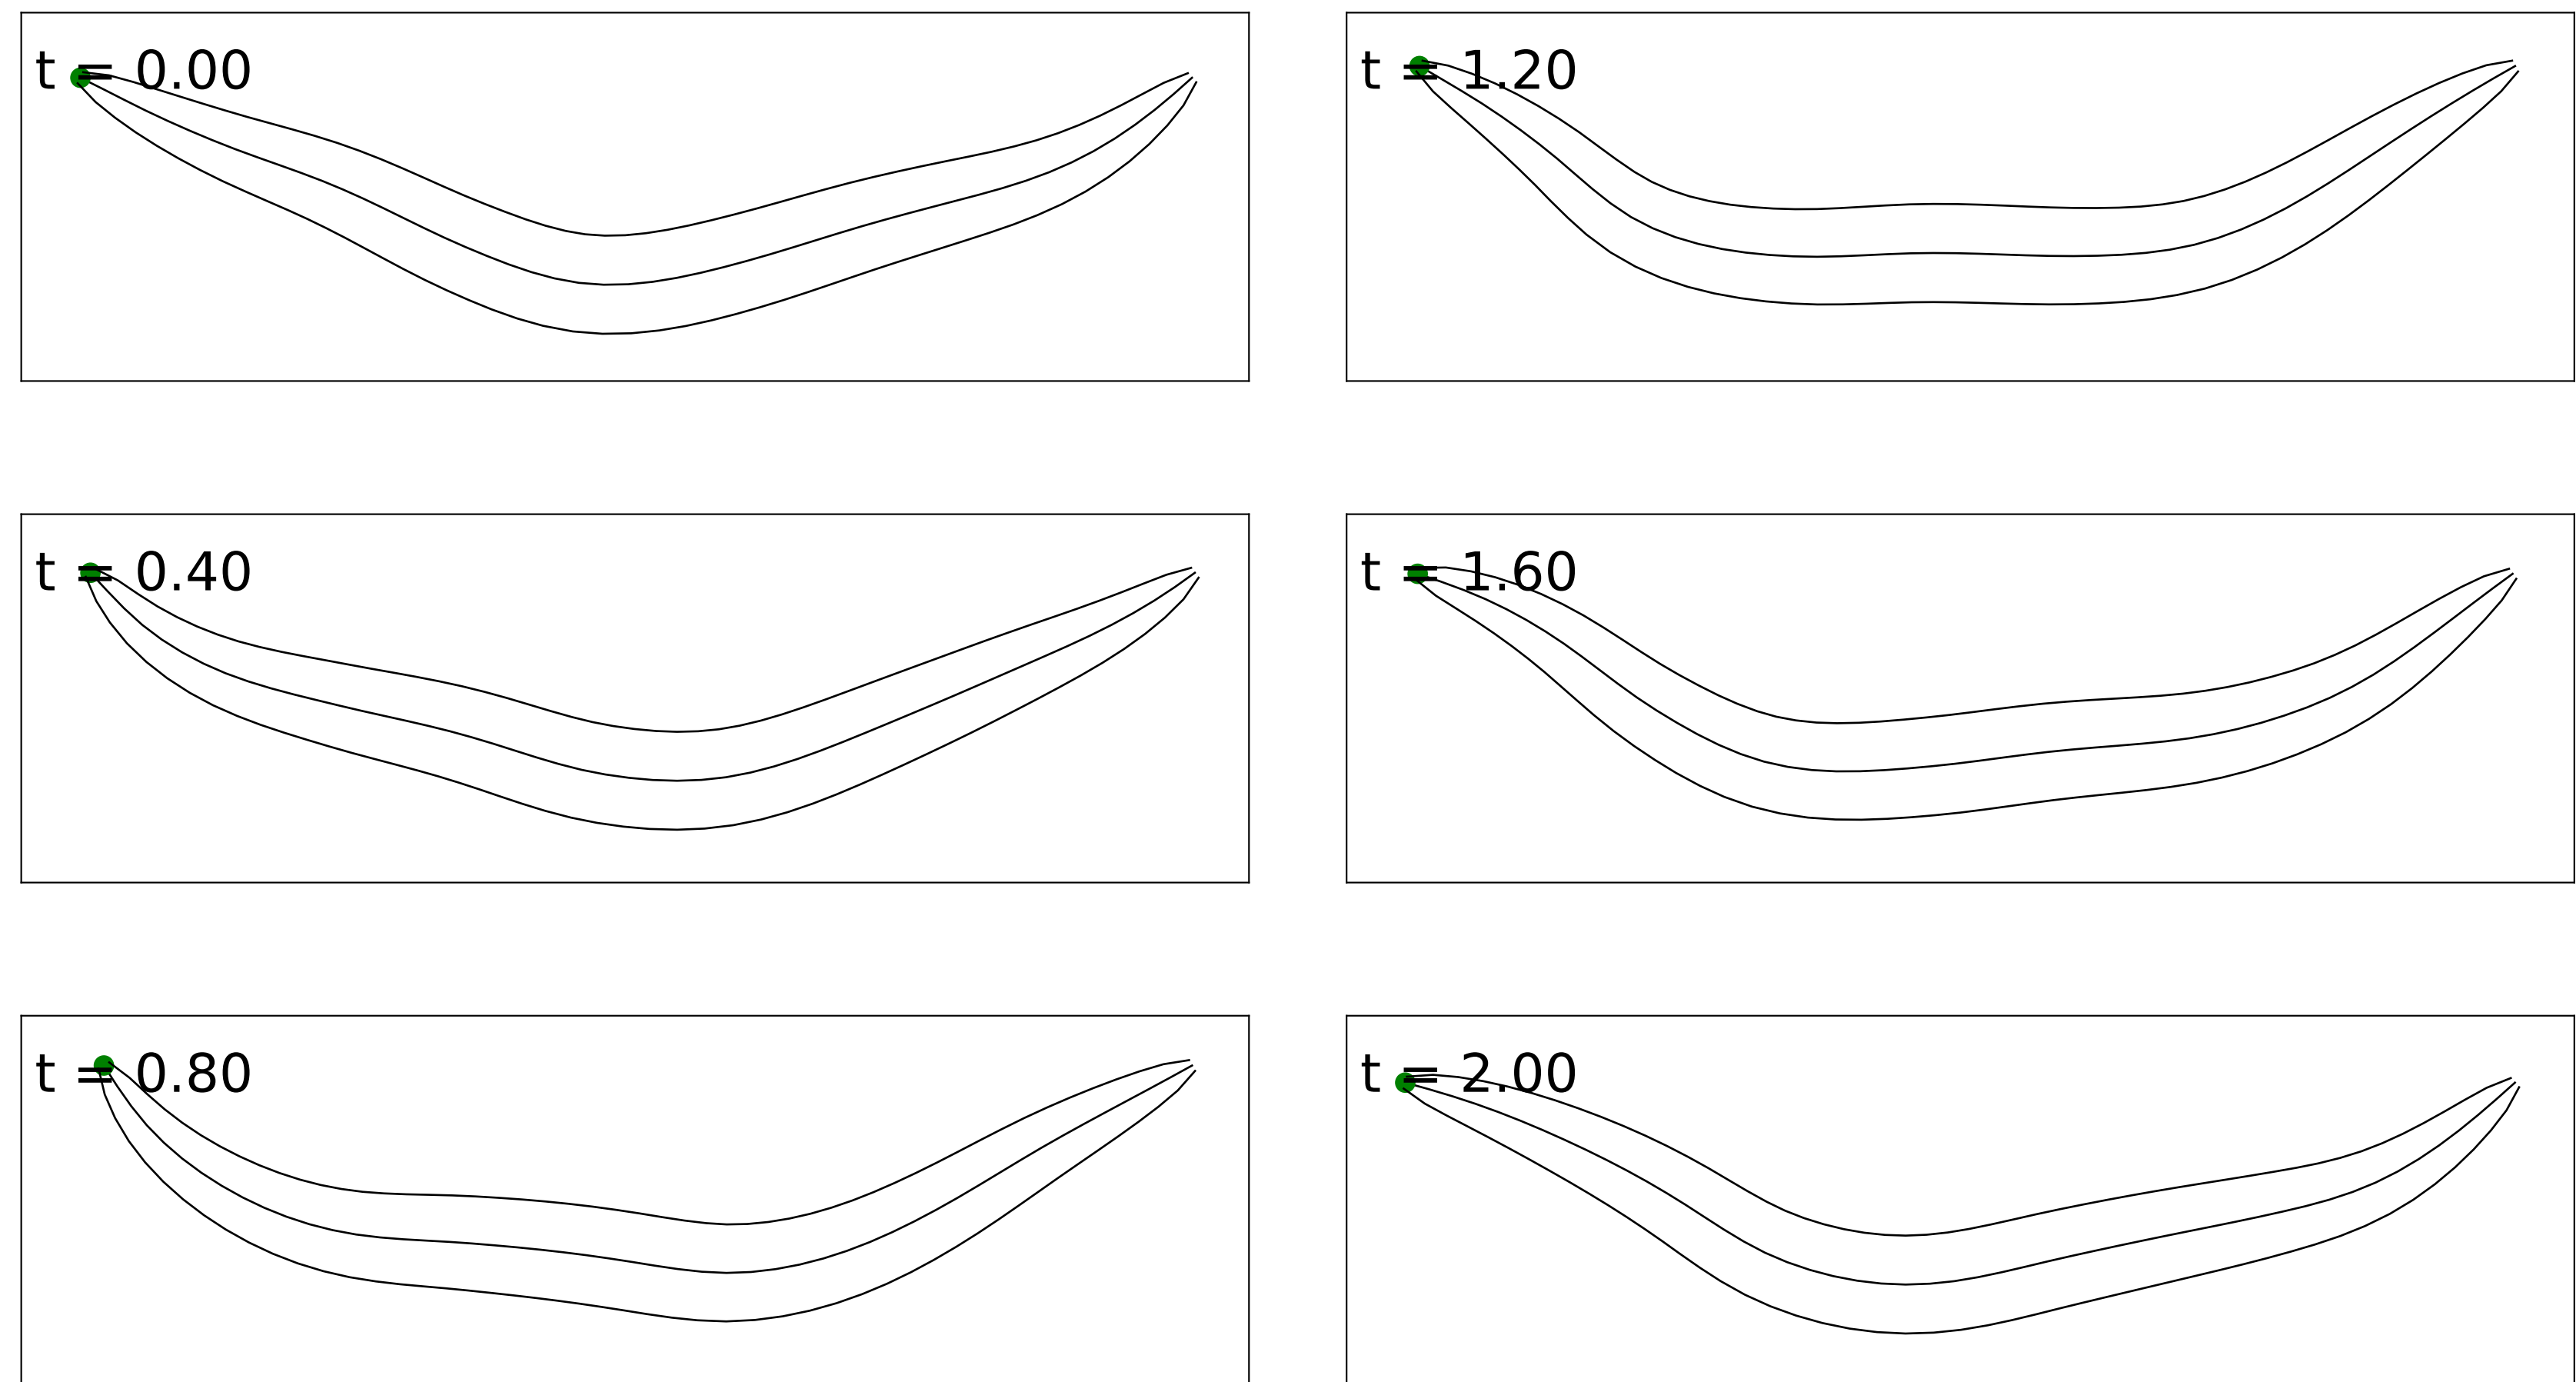 t = 0.00
t = 1.20
t = 0.40
t = 1.60
t = 0.80
t = 2.00